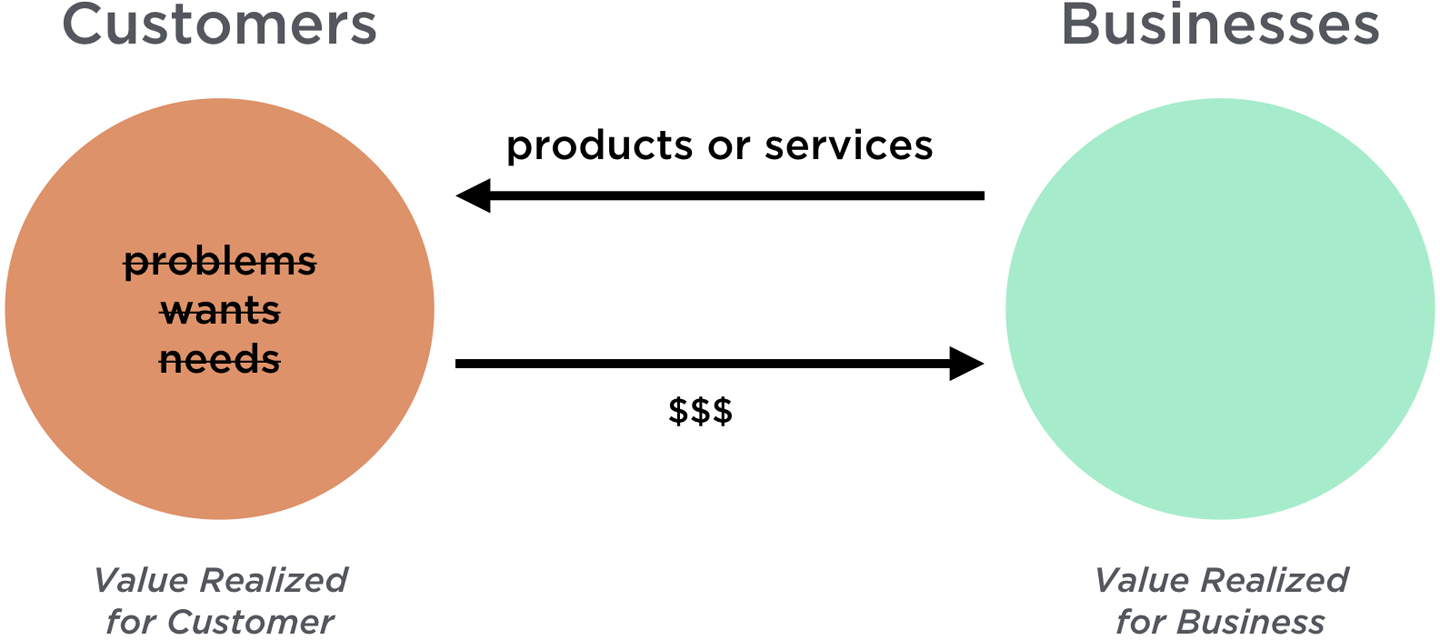 Customers
Businesses
products or services
problems
wants
needs
$$$
Value Realized
for Customer
Value Realized
for Business